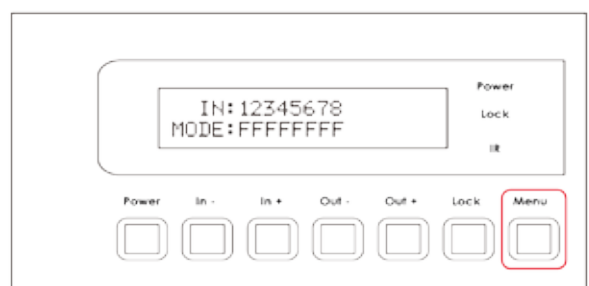 IN:12345678
MODE:FFFFFFFF
Power
Lock
IR
Power In - In + Out - Out + Lock Menu